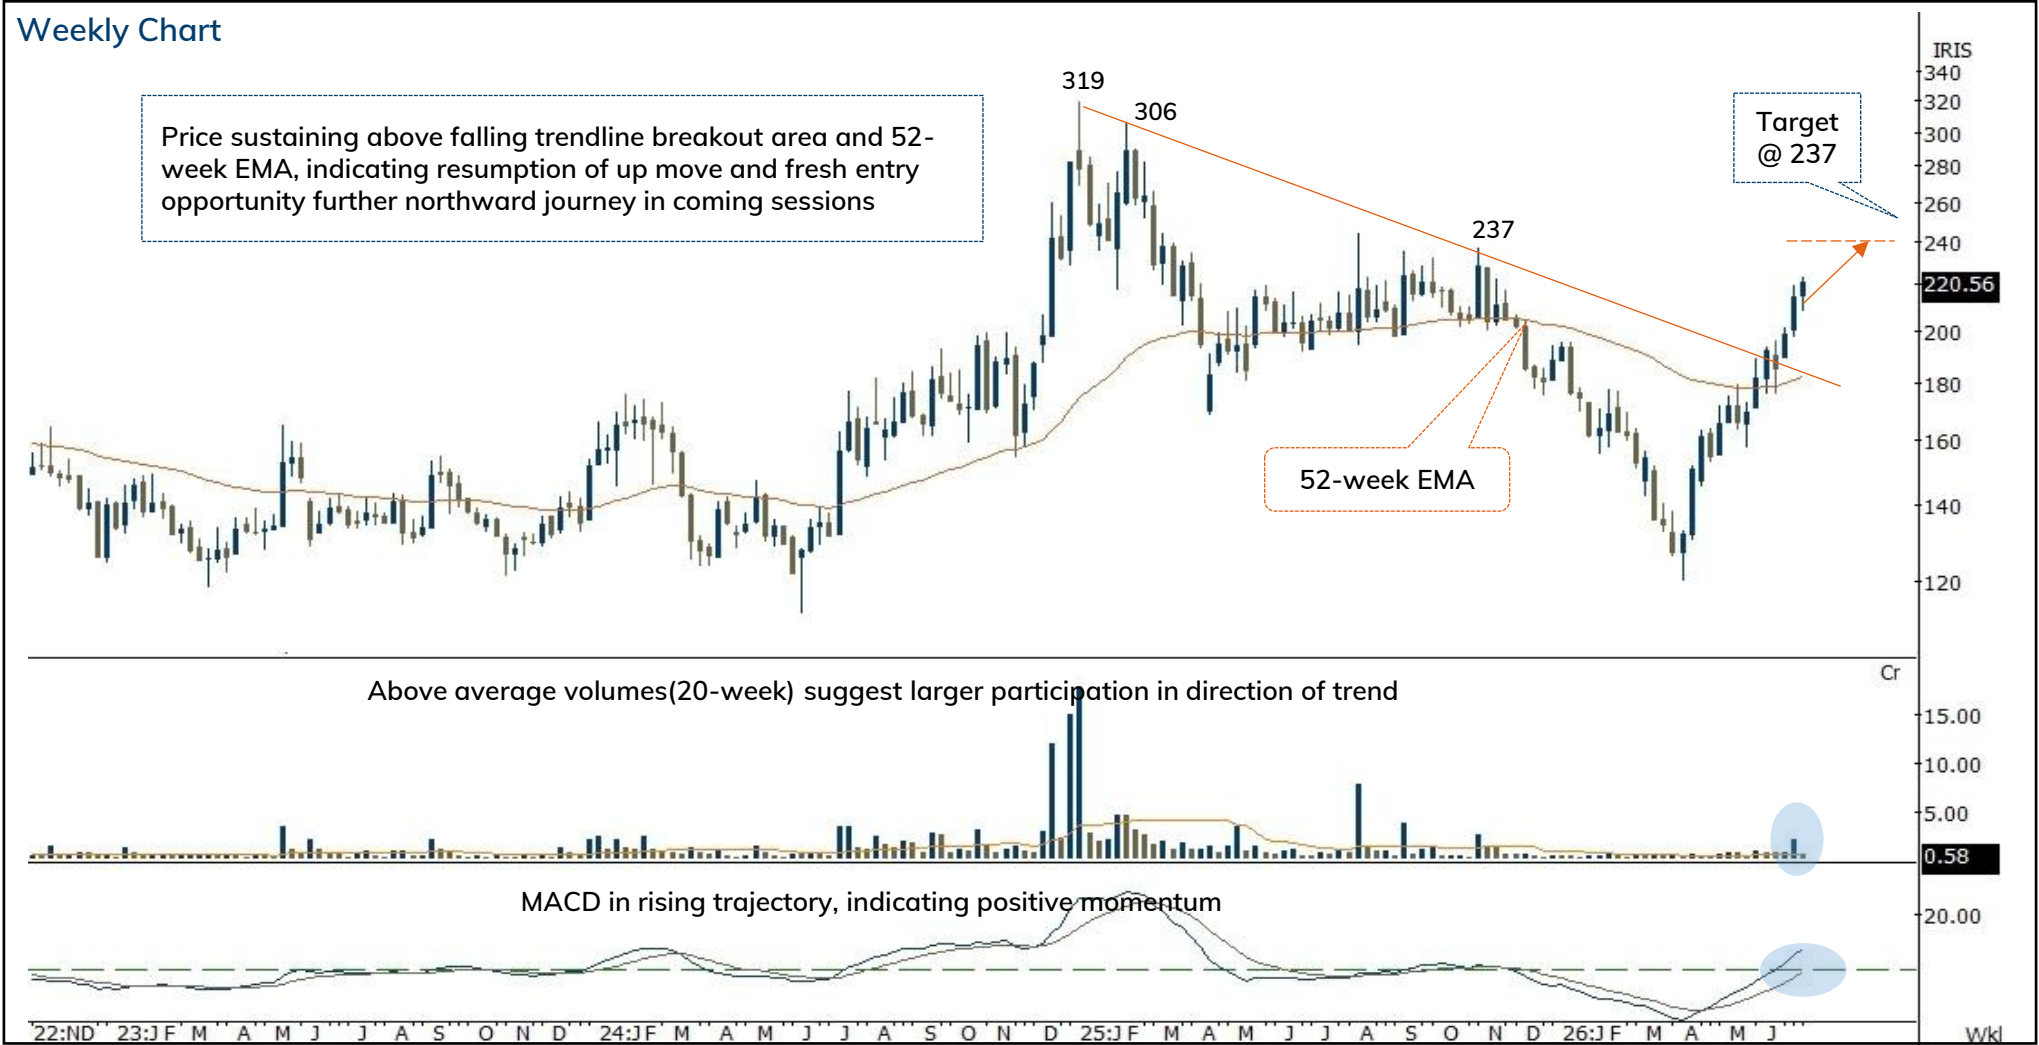 Weekly Chart
Price sustaining above falling trendline breakout area and 52-
week EMA, indicating resumption of up move and fresh entry
opportunity further northward journey in coming sessions
319
306
237
Target
@ 237
52-week EMA
IRIS
340
320
300
280
260
240
220.56
200
180
160
140
120
Above average volumes(20-week) suggest larger participation in direction of trend
Cr
15.00
10.00
5.00
0.58
MACD in rising trajectory, indicating positive momentum
20.00
22:ND 23:J F M A M J J A S O N D 24:J F M A M J J A S O N D 25:J F M A M J J A S O N D 26:J F M A M J Wkl